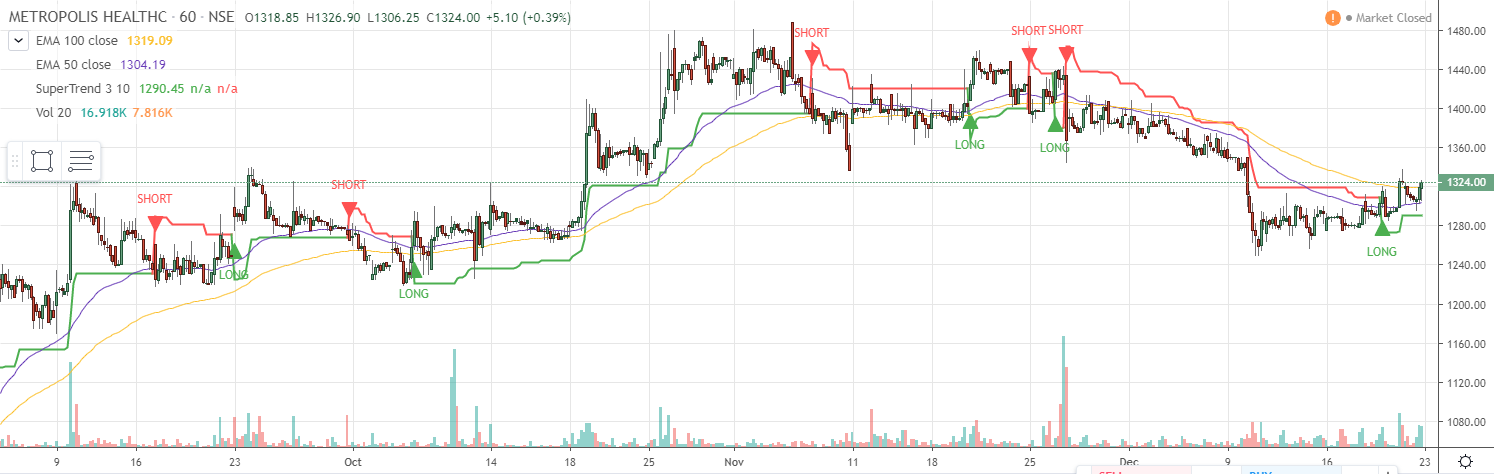 METROPOLIS HEALTHC · 60 · NSE O1318.85 H1326.90 L1306.25 C1324.00 +5.10 (+0.39%)
Market Closed
EMA 100 close 1319.09
EMA 50 close 1304.19
SuperTrend 3 10 1290.45 n/a n/a
Vol 20 16.918K 7.816K
SHORT
SHORT
SHORT
SHORT SHORT
LONG
LONG
LONG
LONG
LONG
1480.00
1440.00
1400.00
1360.00
1324.00
1280.00
1240.00
1200.00
1160.00
1120.00
1080.00
9 16 23 Oct 14 18 25 Nov 11 18 25 Dec 9 16 23
SELL BUY